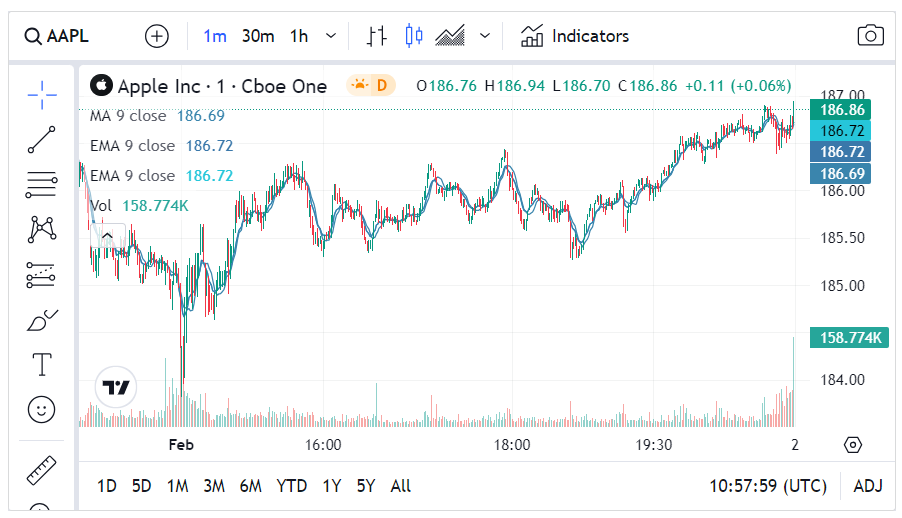 AAPL 1m 30m 1h Indicators
Apple Inc · 1 · Cboe One D O186.76 H186.94 L186.70 C186.86 +0.11 (+0.06%)
187.00
186.86
MA 9 close 186.69
186.72
EMA 9 close 186.72
186.72
EMA 9 close 186.72
186.69
186.00
Vol 158.774K
185.50
185.00
158.774K
184.00
Feb 16:00 18:00 19:30 2
1D 5D 1M 3M 6M YTD 1Y 5Y All 10:57:59 (UTC) ADJ